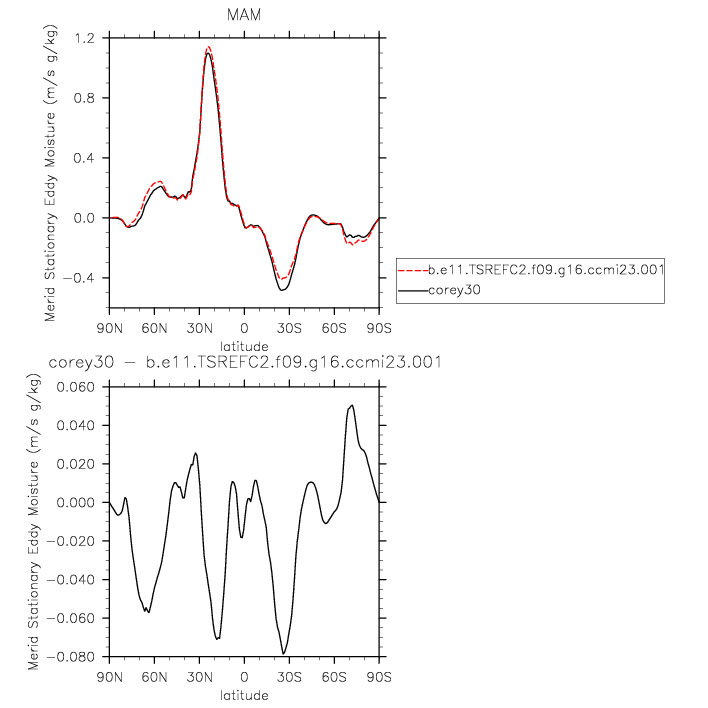 MAM
Merid Stationary Eddy Moisture (m/s g/kg)
1.2
0.8
0.4
0.0
−0.4
90N 60N 30N 0 30S 60S 90S
latitude
b.e11.TSREFC2.f09.g16.ccmi23.001
corey30
corey30 − b.e11.TSREFC2.f09.g16.ccmi23.001
Merid Stationary Eddy Moisture (m/s g/kg)
0.060
0.040
0.020
0.000
−0.020
−0.040
−0.060
−0.080
90N 60N 30N 0 30S 60S 90S
latitude